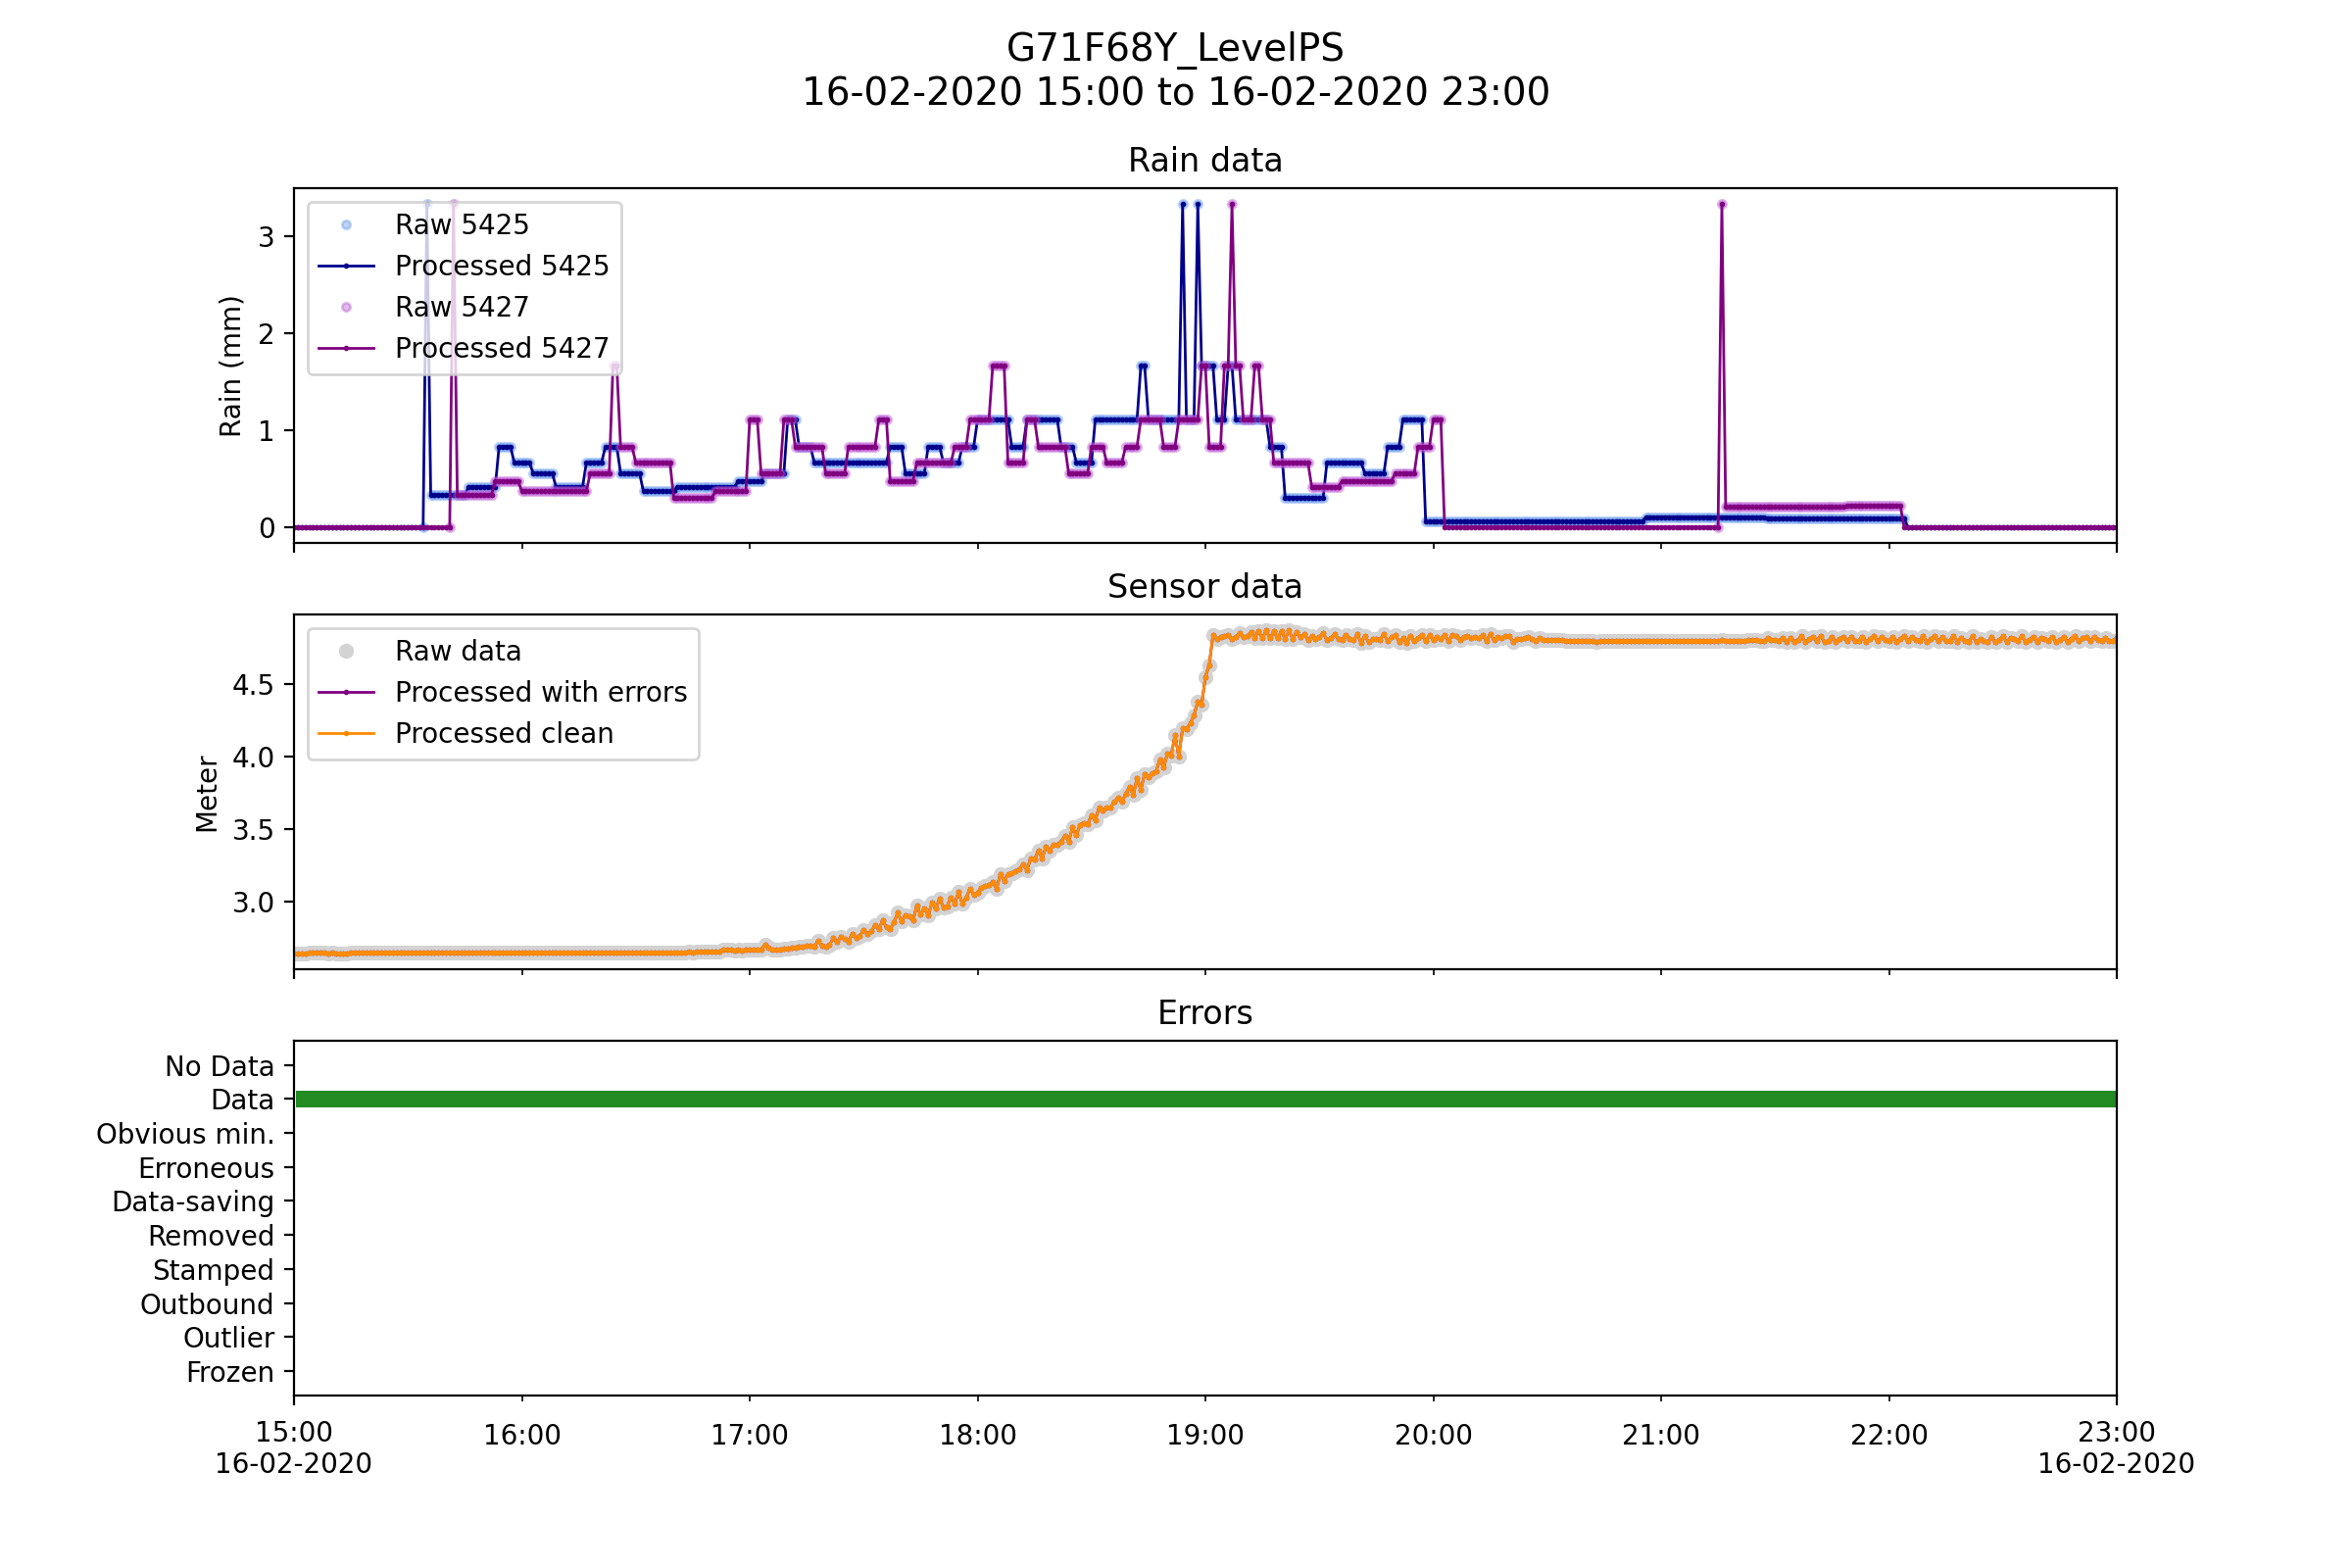 G71F68Y_LevelPS
16-02-2020 15:00 to 16-02-2020 23:00
Rain data
Rain (mm)
3
2
1
0
Raw 5425
Processed 5425
Raw 5427
Processed 5427
Sensor data
Meter
4.5
4.0
3.5
3.0
Raw data
Processed with errors
Processed clean
Errors
No Data
Data
Obvious min.
Erroneous
Data-saving
Removed
Stamped
Outbound
Outlier
Frozen
15:00 16:00 17:00 18:00 19:00 20:00 21:00 22:00 23:00
16-02-2020 16-02-2020